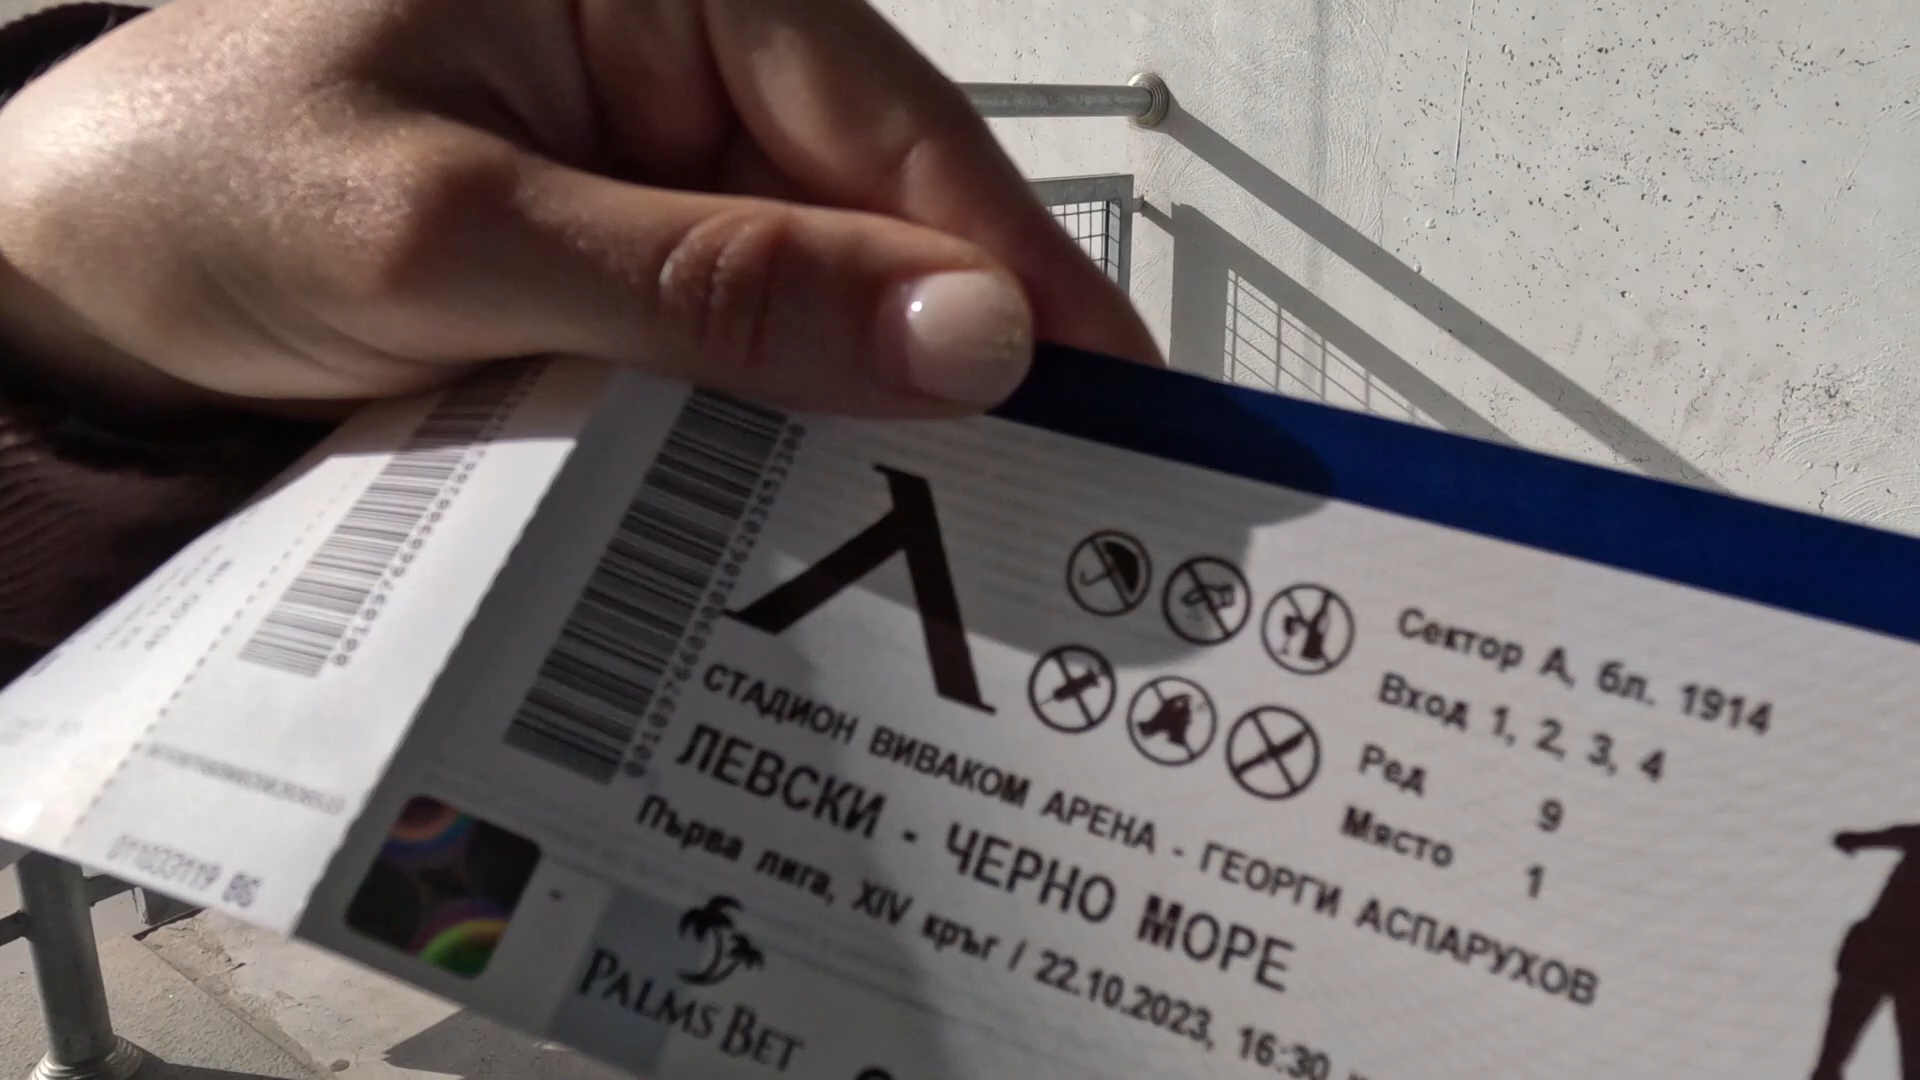 Сектор А, бл. 1914
Вход 1, 2, 3, 4
Ред 9
Място 1
СТАДИОН ВИВАКОМ АРЕНА - ГЕОРГИ АСПАРУХОВ
ЛЕВСКИ - ЧЕРНО МОРЕ
Първа лига, XIV кръг / 22.10.2023, 16:30
PALMS BET